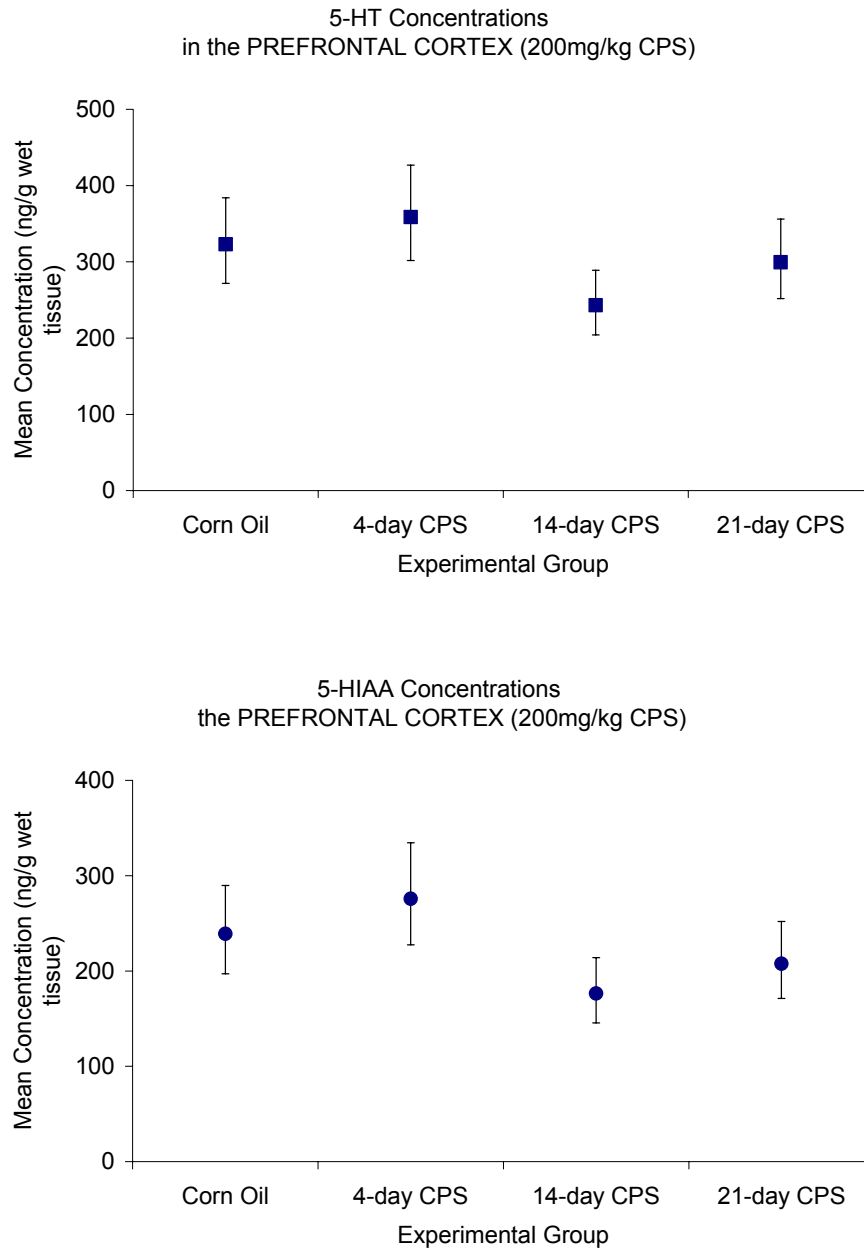 5-HT Concentrations
in the PREFRONTAL CORTEX (200mg/kg CPS)
500
400
300
200
100
0
Mean Concentration (ng/g wet
tissue)
Corn Oil 4-day CPS 14-day CPS 21-day CPS
Experimental Group
5-HIAA Concentrations
the PREFRONTAL CORTEX (200mg/kg CPS)
400
300
200
100
0
Mean Concentration (ng/g wet
tissue)
Corn Oil 4-day CPS 14-day CPS 21-day CPS
Experimental Group